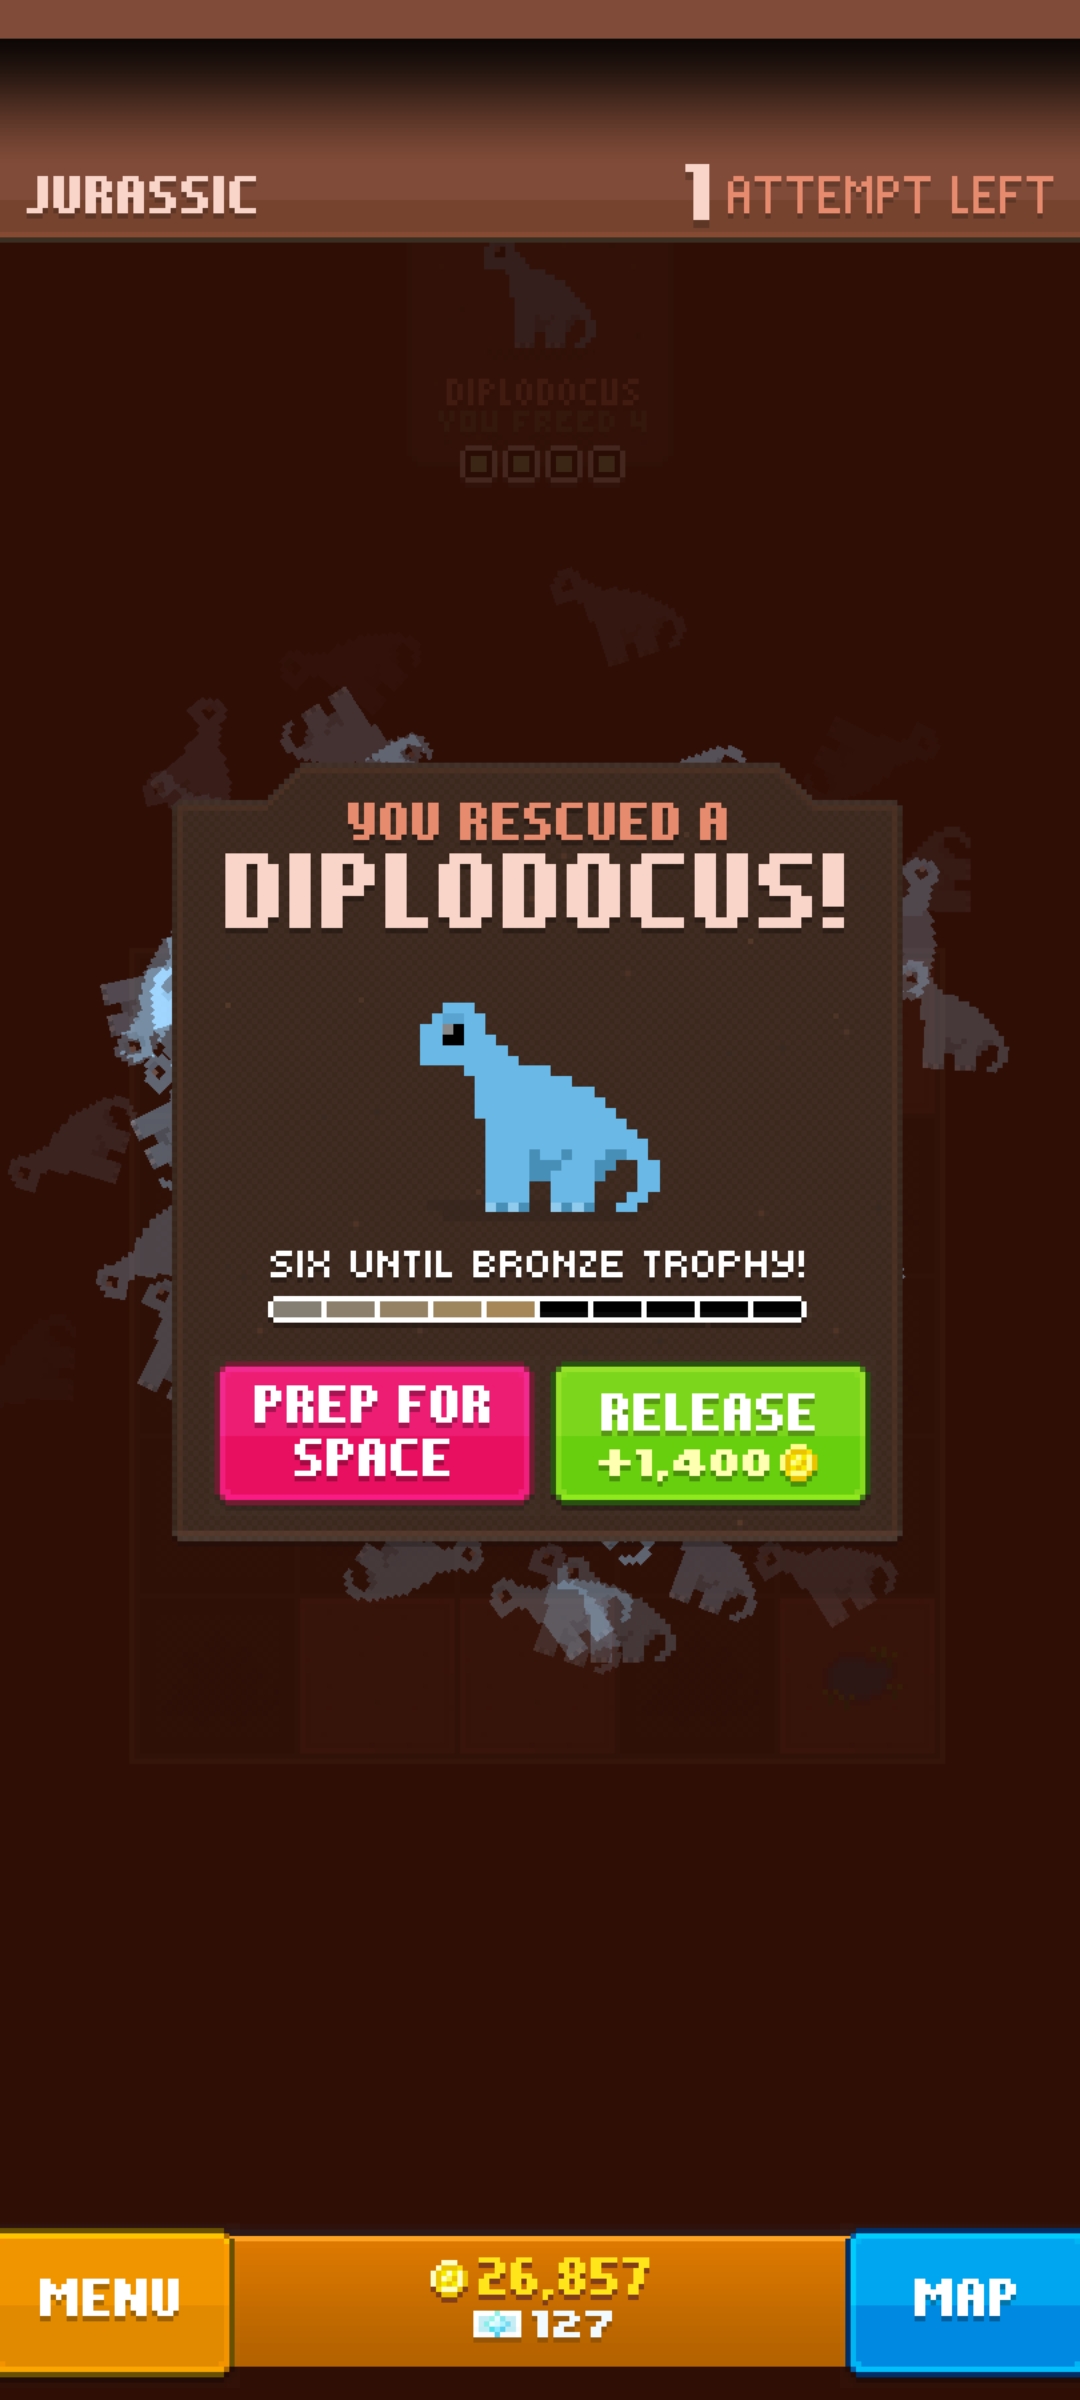 JURASSIC
1 ATTEMPT LEFT
DIPLODOCUS
YOU FREED 4
YOU RESCUED A
DIPLODOCUS!
SIX UNTIL BRONZE TROPHY!
PREP FOR
SPACE
RELEASE
+1,400
MENU
26,857
127
MAP